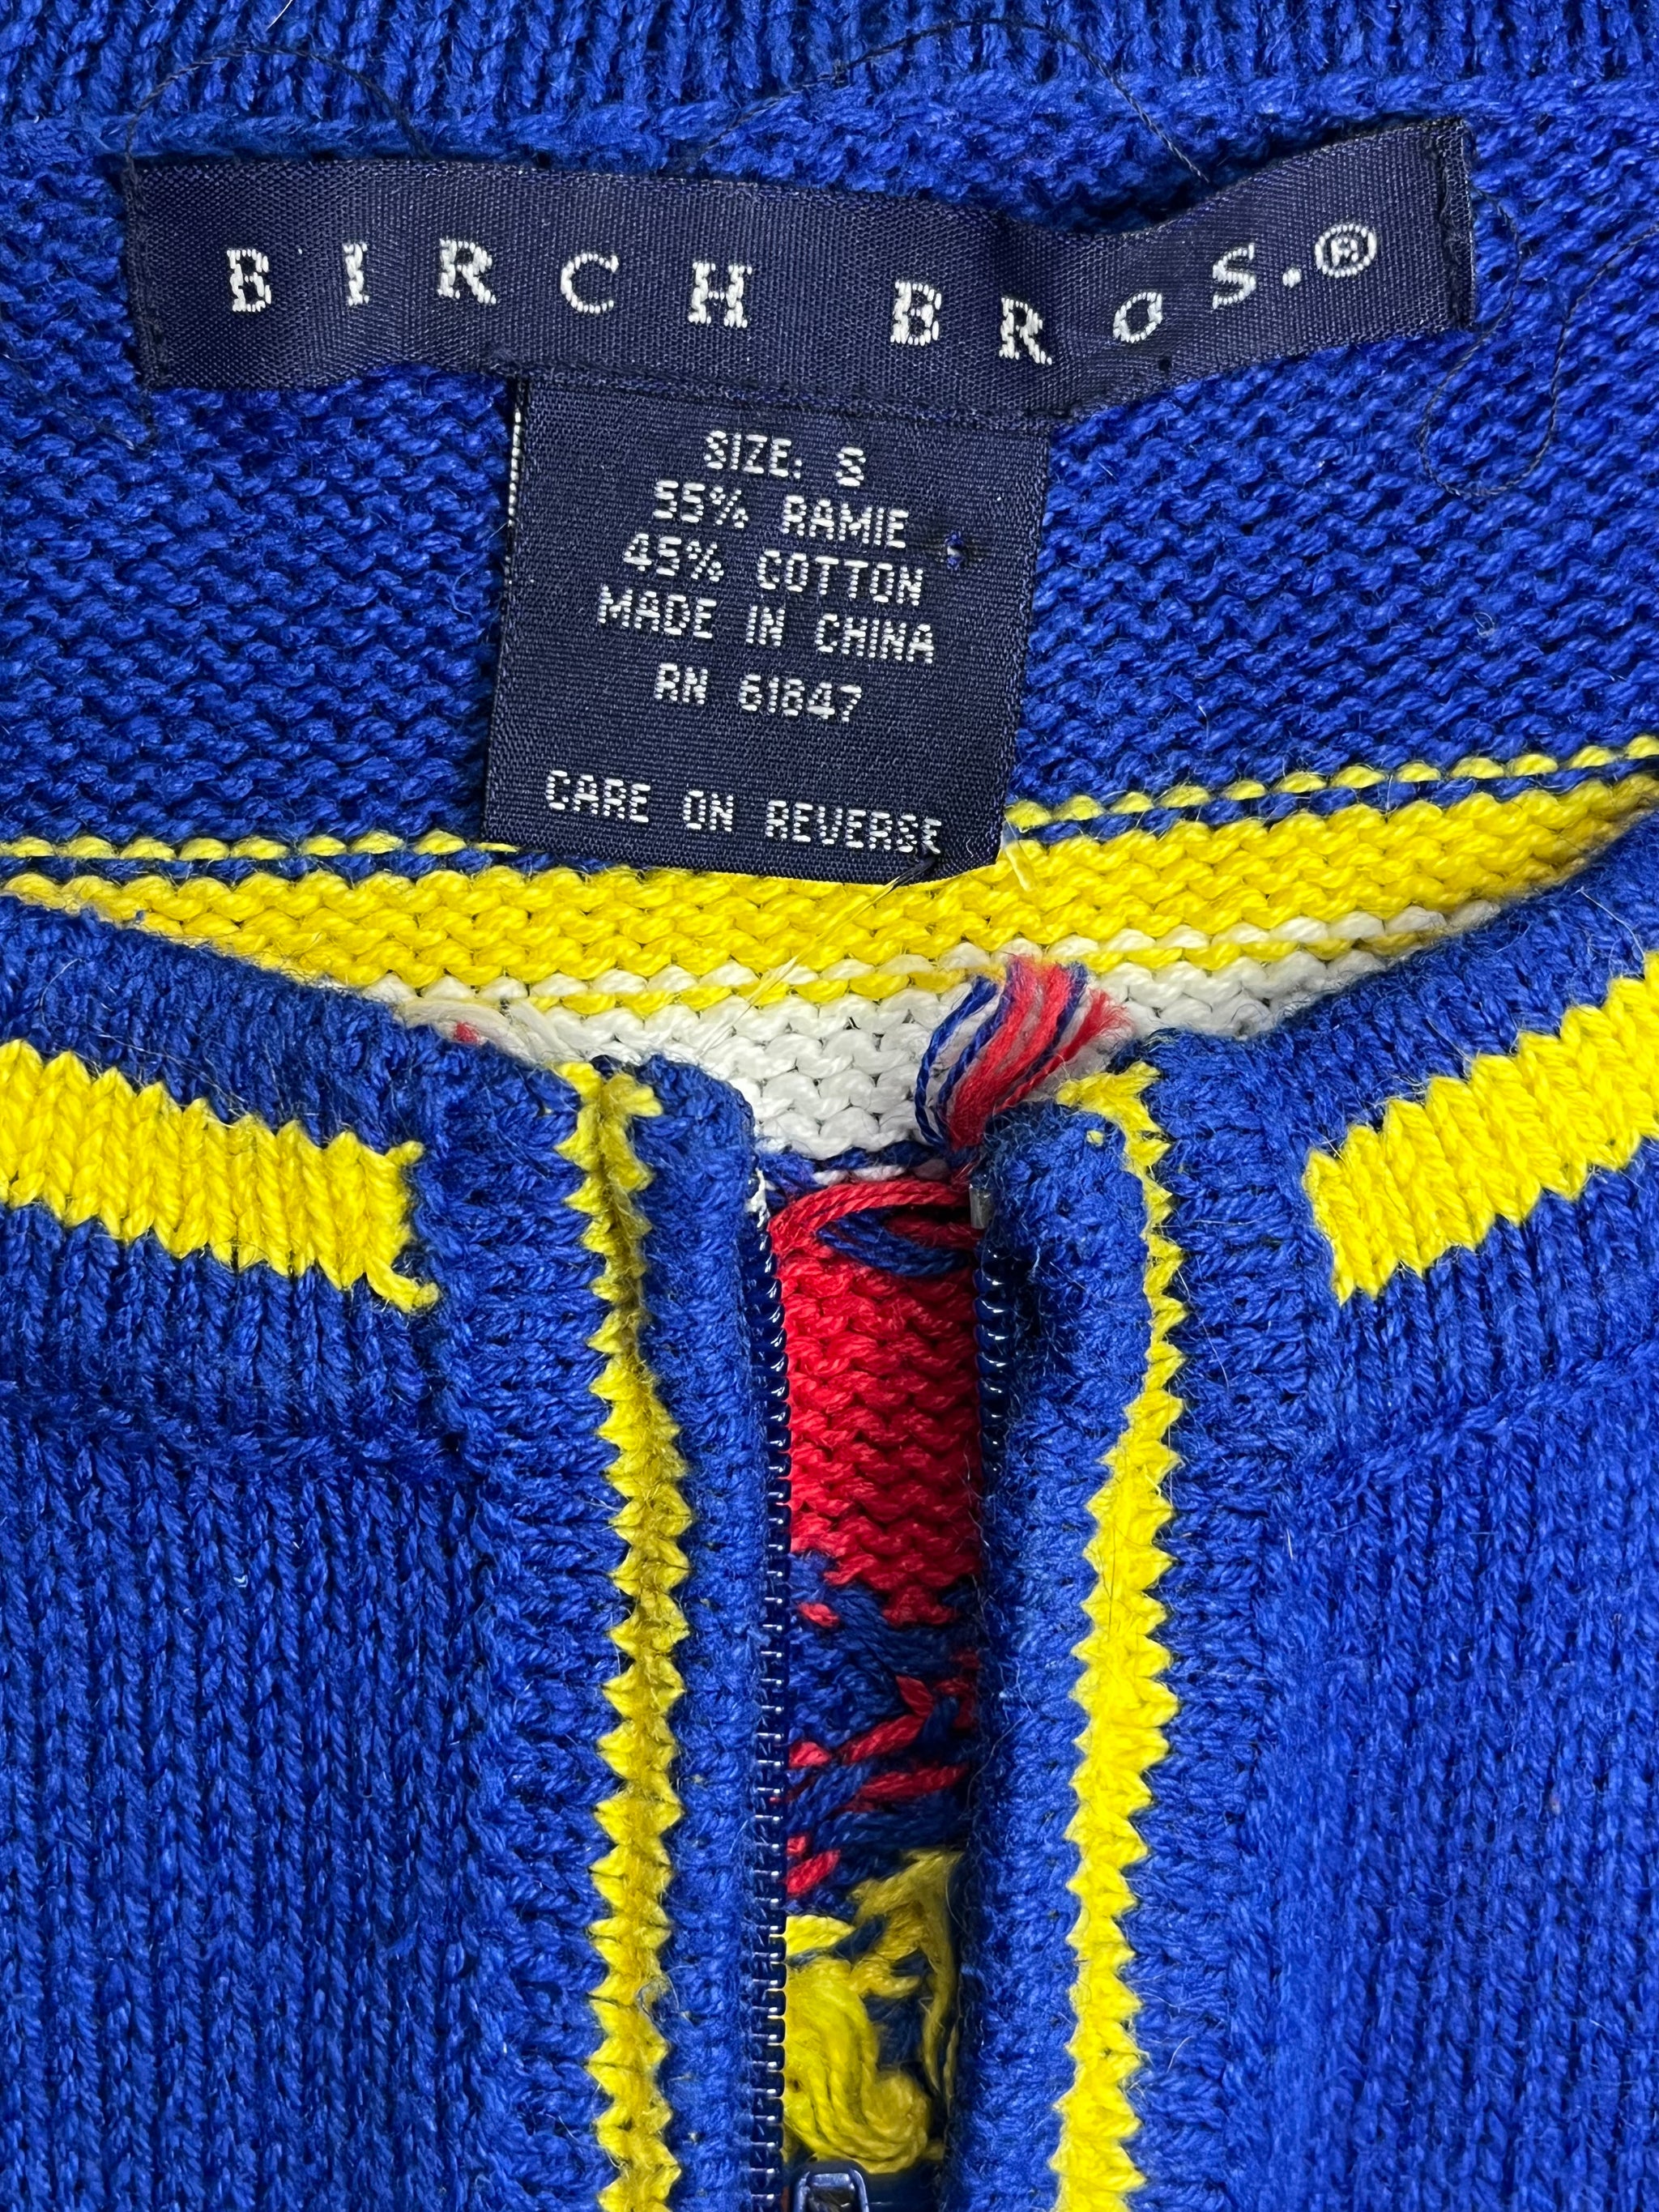 BIRCH BROS.®
SIZE: S
55% RAMIE
45% COTTON
MADE IN CHINA
RN 61847
CARE ON REVERSE